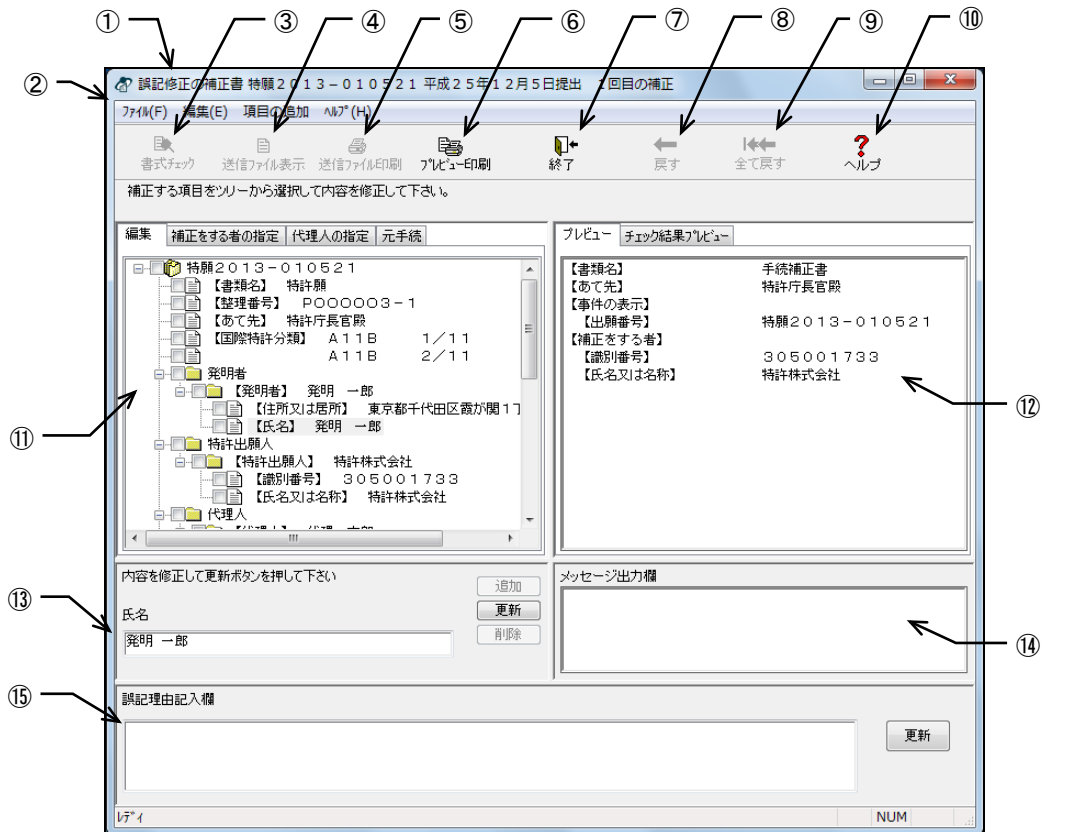 ① ③ ④ ⑤ ⑥ ⑦ ⑧ ⑨ ⑩
②
誤記修正の補正書 特願２０１３－０１０５２１ 平成２５年１２月５日提出 １回目の補正
ﾌｧｲﾙ(F) 編集(E) 項目の追加 ﾍﾙﾌﾟ(H)
書式ﾁｪｯｸ 送信ﾌｧｲﾙ表示 送信ﾌｧｲﾙ印刷 ﾌﾟﾚﾋﾞｭｰ印刷 終了 戻す 全て戻す ヘルプ
補正する項目をツリーから選択して内容を修正して下さい。
編集 補正をする者の指定 代理人の指定 元手続
特願２０１３－０１０５２１
【書類名】 特許願
【整理番号】 Ｐ００００３－１
【あて先】 特許庁長官殿
【国際特許分類】 Ａ１１Ｂ １／１１
Ａ１１Ｂ ２／１１
発明者
【発明者】 発明 一郎
【住所又は居所】 東京都千代田区霞が関１丁
【氏名】 発明 一郎
特許出願人
【特許出願人】 特許株式会社
【識別番号】 ３０５００１７３３
【氏名又は名称】 特許株式会社
代理人
⑪
プレビュー ﾁｪｯｸ結果ﾌﾟﾚﾋﾞｭｰ
【書類名】 手続補正書
【あて先】 特許庁長官殿
【事件の表示】
【出願番号】 特願２０１３－０１０５２１
【補正をする者】
【識別番号】 ３０５００１７３３
【氏名又は名称】 特許株式会社
⑫
内容を修正して更新ボタンを押して下さい
追加
⑬
氏名
更新
発明 一郎
削除
メッセージ出力欄
⑭
⑮
誤記理由記入欄
更新
ﾚﾃﾞｨ NUM